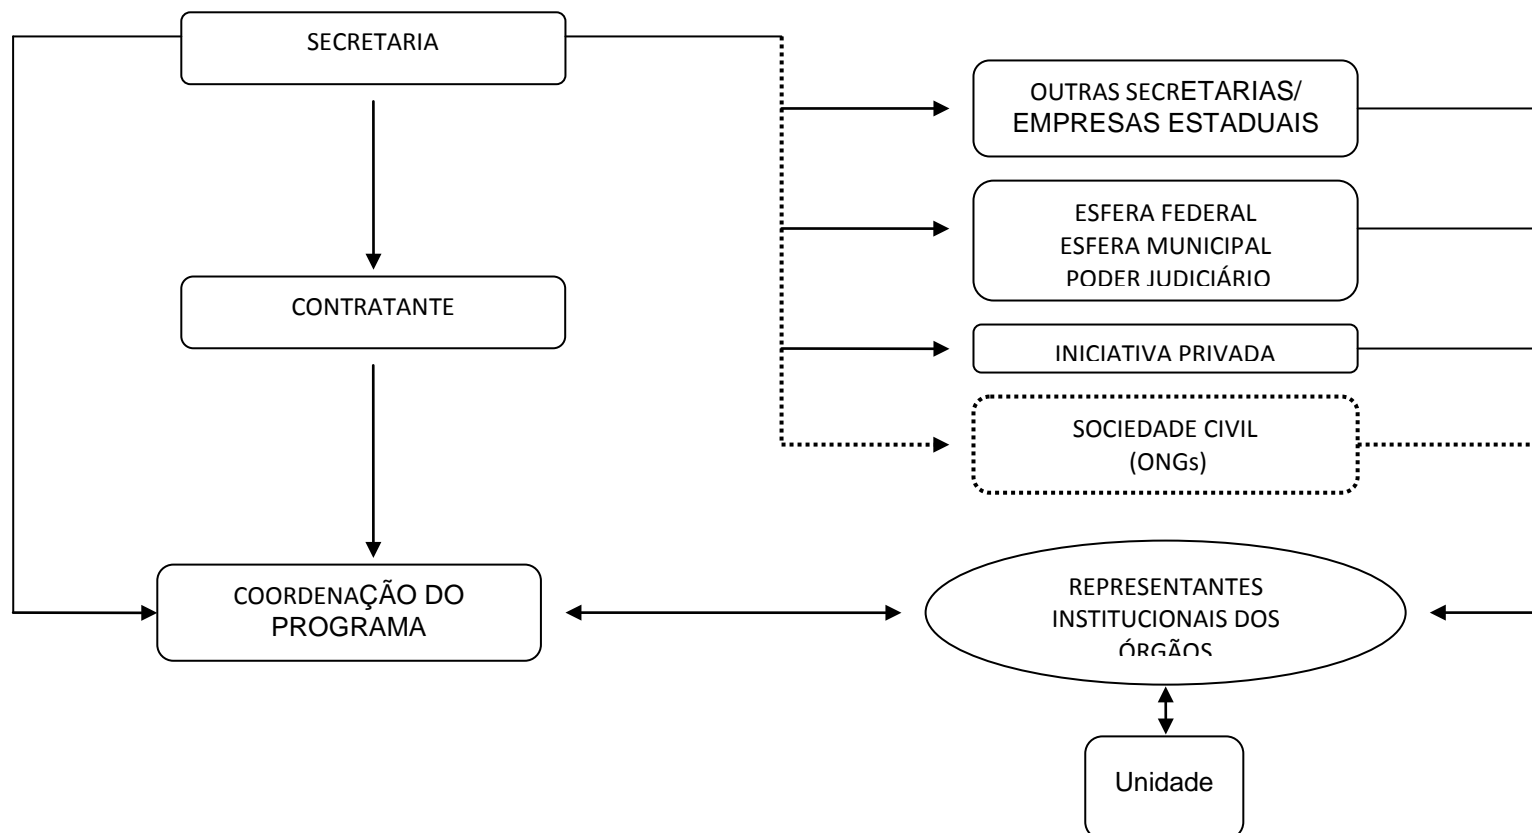 SECRETARIA
OUTRAS SECRETARIAS/
EMPRESAS ESTADUAIS
ESFERA FEDERAL
ESFERA MUNICIPAL
PODER JUDICIÁRIO
CONTRATANTE
INICIATIVA PRIVADA
SOCIEDADE CIVIL
(ONGs)
COORDENAÇÃO DO
PROGRAMA
REPRESENTANTES
INSTITUCIONAIS DOS
ÓRGÃOS
Unidade